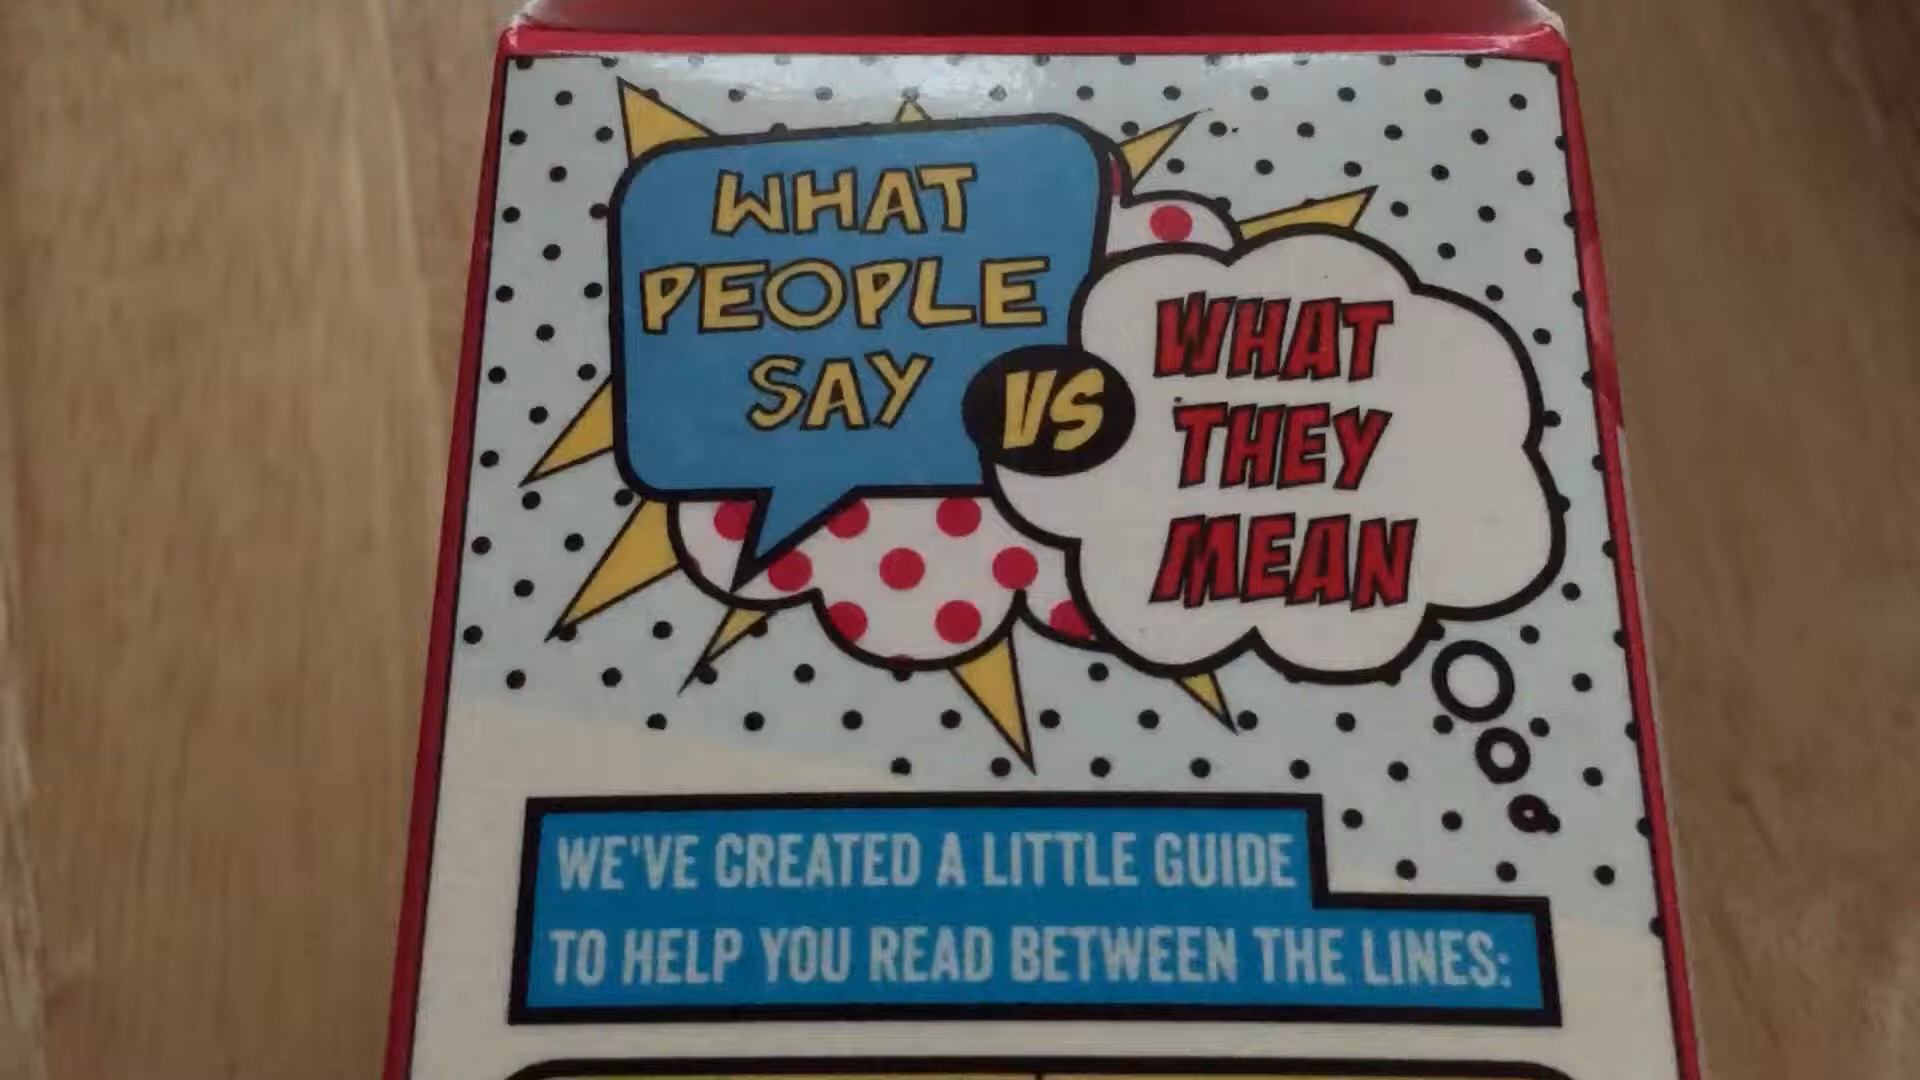 WHAT
PEOPLE
SAY
VS
WHAT
THEY
MEAN
WE'VE CREATED A LITTLE GUIDE
TO HELP YOU READ BETWEEN THE LINES: